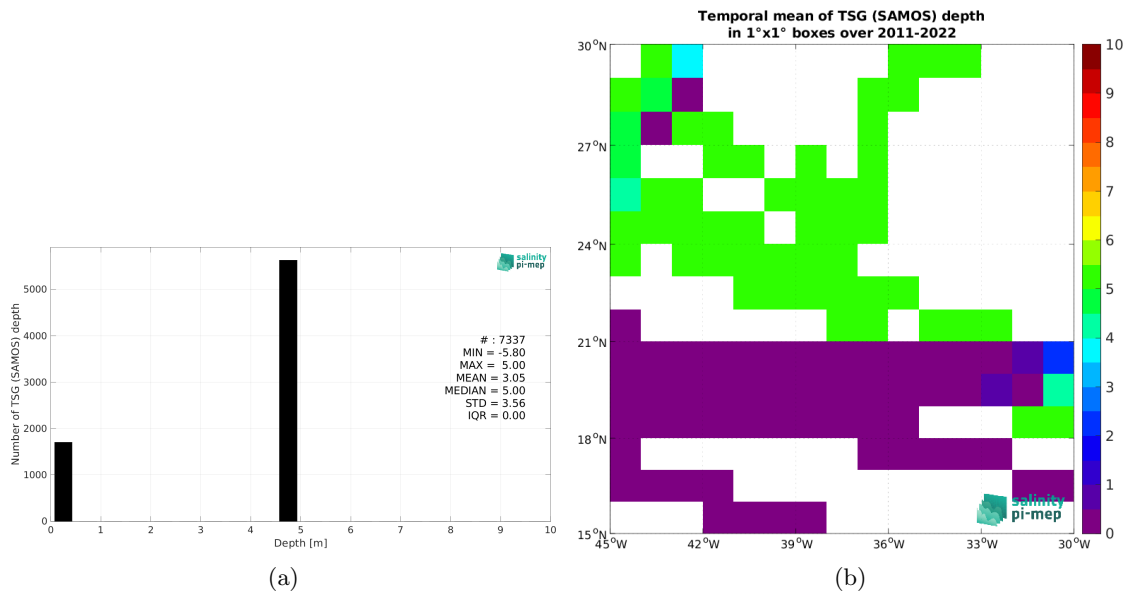 salinity
pi-mep
# : 7337
MIN = -5.80
MAX = 5.00
MEAN = 3.05
MEDIAN = 5.00
STD = 3.56
IQR = 0.00
Number of TSG (SAMOS) depth
5000
4000
3000
2000
1000
0
0 1 2 3 4 5 6 7 8 9 10
Depth [m]
(a)
Temporal mean of TSG (SAMOS) depth
in 1°x1° boxes over 2011-2022
30°N
27°N
24°N
21°N
18°N
15°N
45°W 42°W 39°W 36°W 33°W 30°W
salinity
pi-mep
10
9
8
7
6
5
4
3
2
1
0
(b)